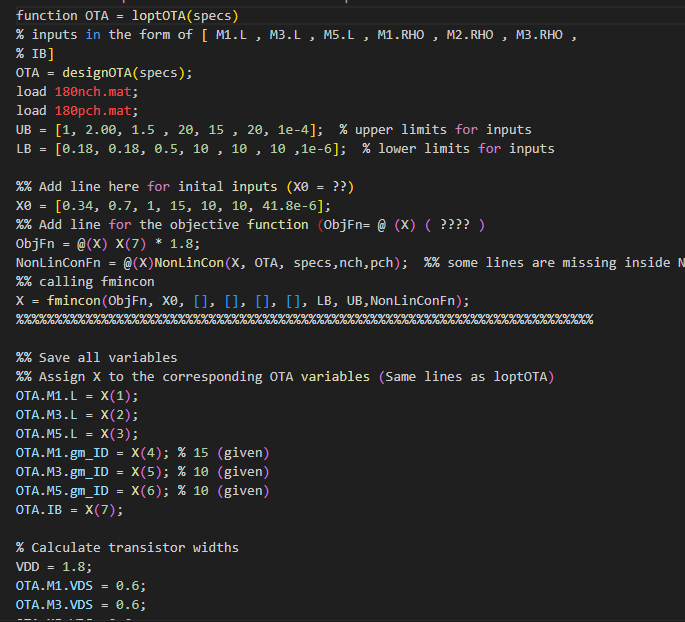 function OTA = loptOTA(specs)
% inputs in the form of [ M1.L , M3.L , M5.L , M1.RHO , M2.RHO , M3.RHO ,
% IB]
OTA = designOTA(specs);
load 180nch.mat;
load 180pch.mat;
UB = [1, 2.00, 1.5 , 20, 15 , 20, 1e-4];  % upper limits for inputs
LB = [0.18, 0.18, 0.5, 10 , 10 , 10 ,1e-6];  % lower limits for inputs
%% Add line here for inital inputs (X0 = ??)
X0 = [0.34, 0.7, 1, 15, 10, 10, 41.8e-6];
%% Add line for the objective function (ObjFn= @ (X) ( ???? )
ObjFn = @(X) X(7) * 1.8;
NonLinConFn = @(X)NonLinCon(X, OTA, specs,nch,pch);  %% some lines are missing inside N
%% calling fmincon
X = fmincon(ObjFn, X0, [], [], [], [], LB, UB,NonLinConFn);
%%%%%%%%%%%%%%%%%%%%%%%%%%%%%%%%%%%%%%%%%%%%%%%%%%%%%%%%%%%%%%%%%%%%%%%%%%%%
%% Save all variables
%% Assign X to the corresponding OTA variables (Same lines as loptOTA)
OTA.M1.L = X(1);
OTA.M3.L = X(2);
OTA.M5.L = X(3);
OTA.M1.gm_ID = X(4); % 15 (given)
OTA.M3.gm_ID = X(5); % 10 (given)
OTA.M5.gm_ID = X(6); % 10 (given)
OTA.IB = X(7);
% Calculate transistor widths
VDD = 1.8;
OTA.M1.VDS = 0.6;
OTA.M3.VDS = 0.6;